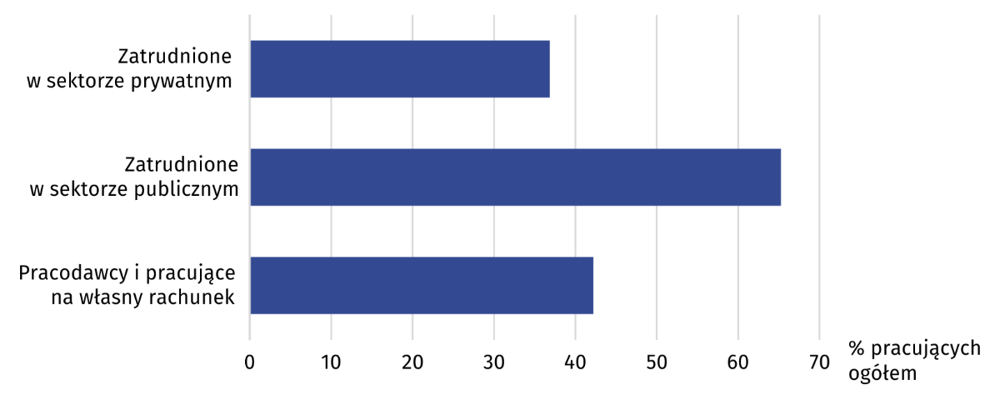 Zatrudnione
w sektorze prywatnym
Zatrudnione
w sektorze publicznym
Pracodawcy i pracujące
na własny rachunek
0 10 20 30 40 50 60 70
% pracujących
ogółem